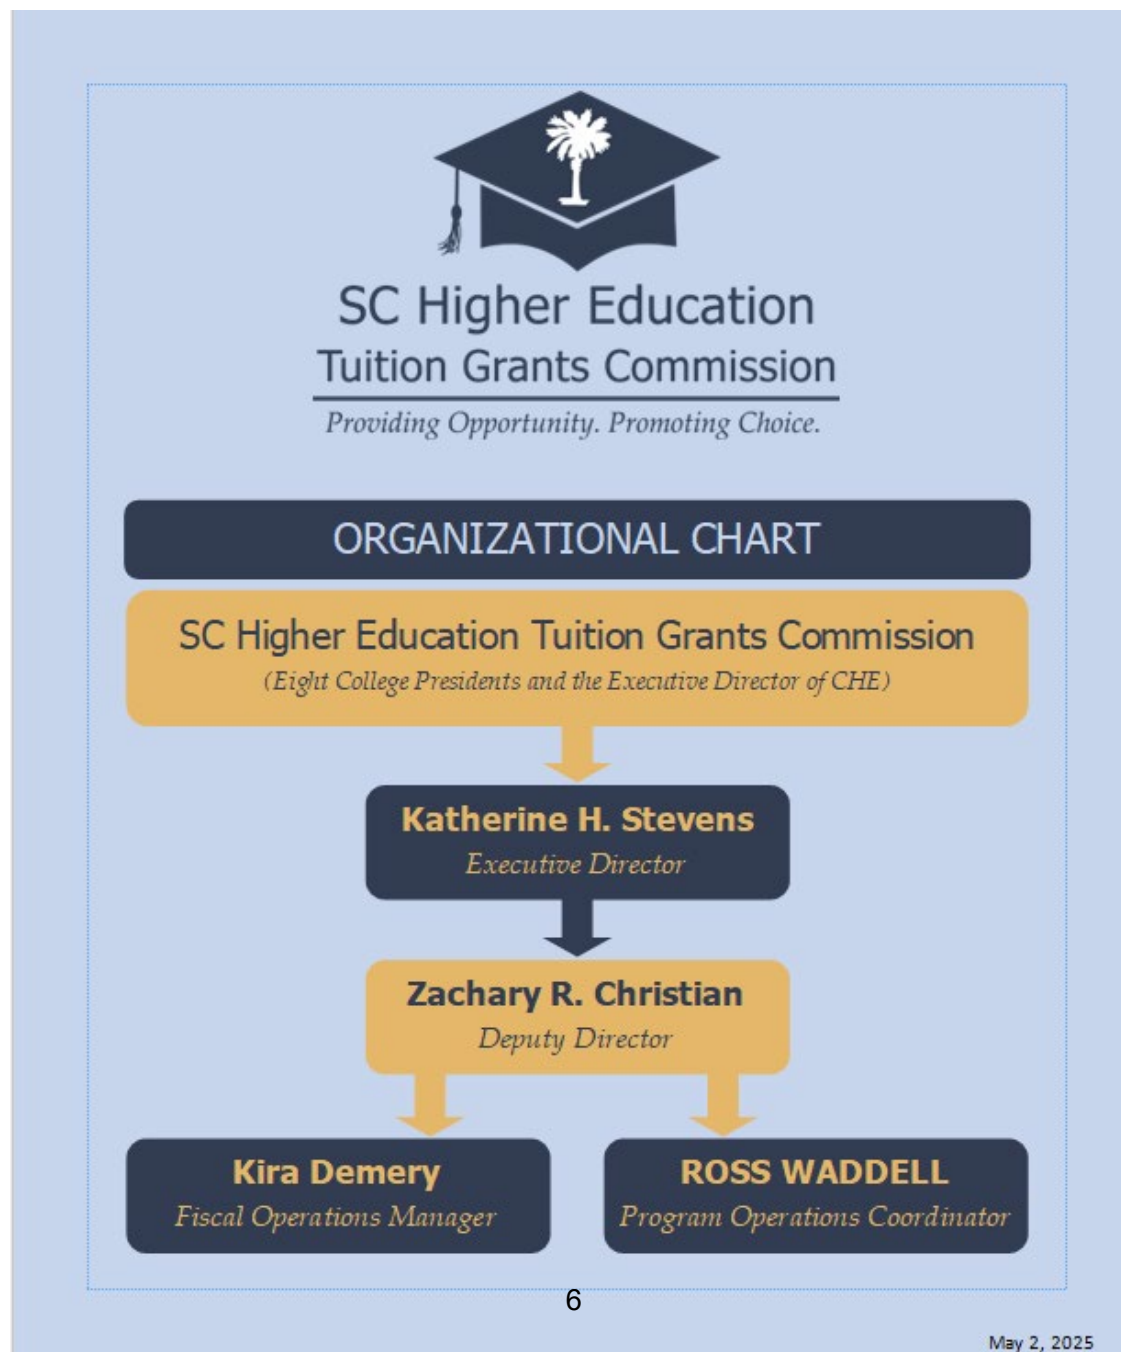 SC Higher Education
Tuition Grants Commission
Providing Opportunity. Promoting Choice.
ORGANIZATIONAL CHART
SC Higher Education Tuition Grants Commission
(Eight College Presidents and the Executive Director of CHE)
Katherine H. Stevens
Executive Director
Zachary R. Christian
Deputy Director
Kira Demery
Fiscal Operations Manager
ROSS WADDELL
Program Operations Coordinator
6
May 2, 2025